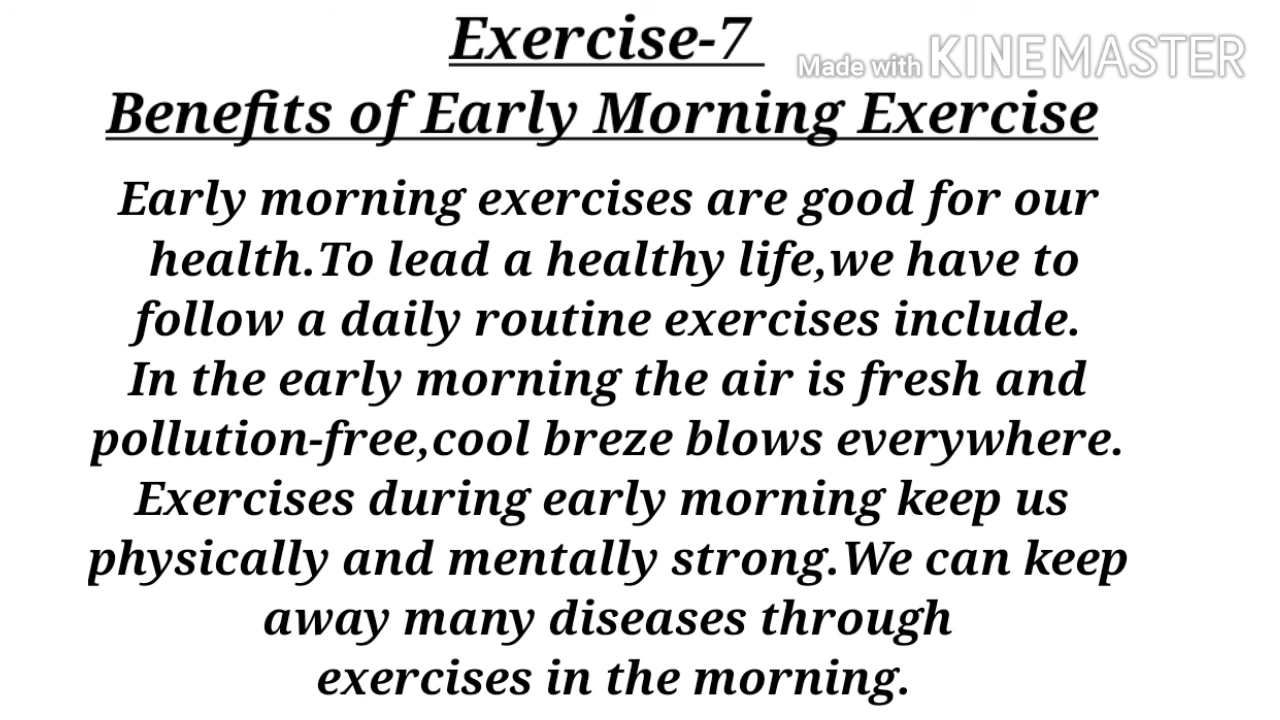 Exercise-7
Made with KINEMASTER
Benefits of Early Morning Exercise
Early morning exercises are good for our
health.To lead a healthy life,we have to
follow a daily routine exercises include.
In the early morning the air is fresh and
pollution-free,cool breze blows everywhere.
Exercises during early morning keep us
physically and mentally strong.We can keep
away many diseases through
exercises in the morning.